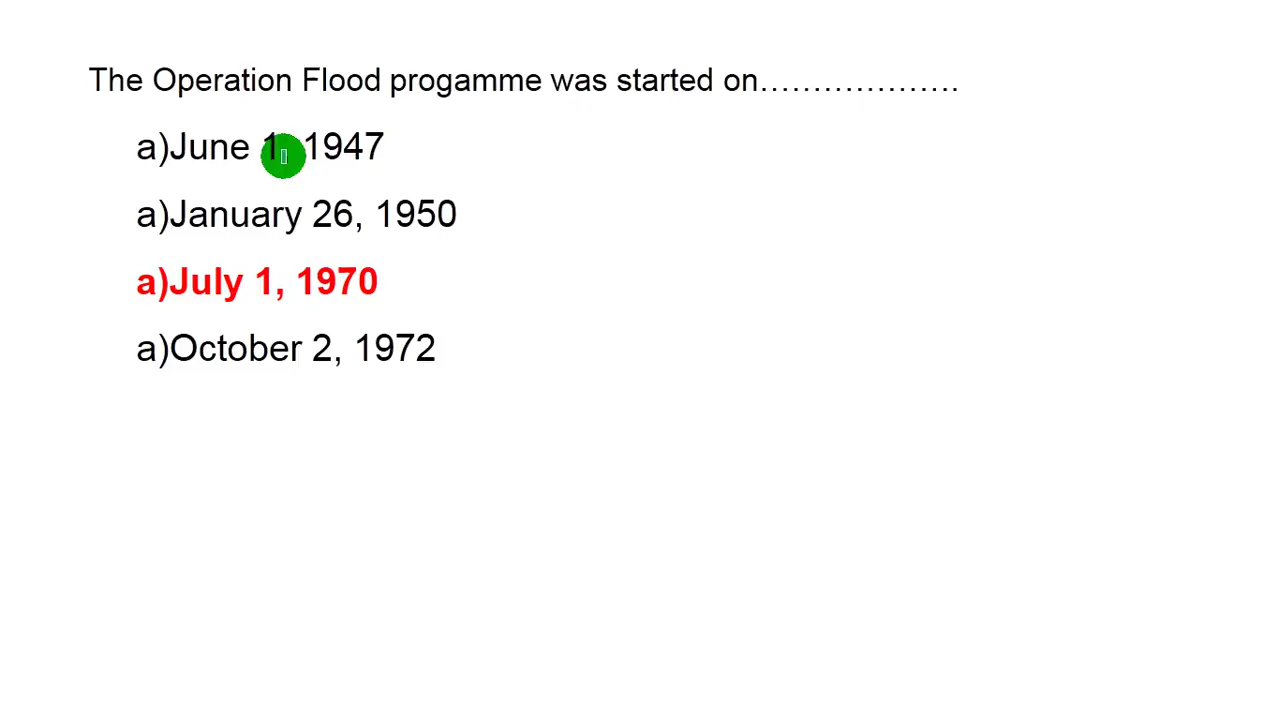 The Operation Flood progamme was started on………………….
a)June 1, 1947
a)January 26, 1950
a)July 1, 1970
a)October 2, 1972